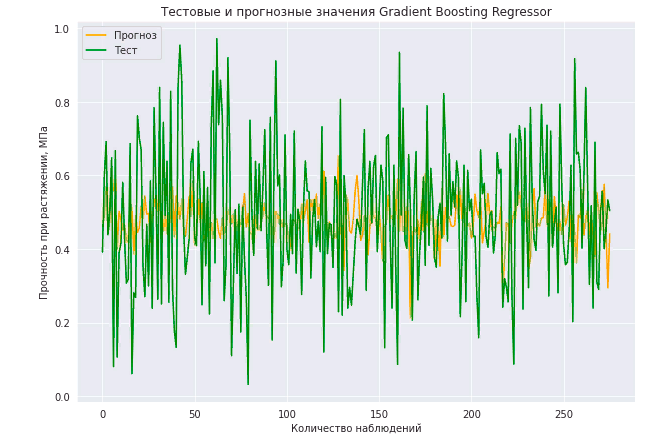 Тестовые и прогнозные значения Gradient Boosting Regressor
Прогноз
Тест
Прочность при растяжении, МПа
1.0
0.8
0.6
0.4
0.2
0.0
0
50
100
150
200
250
Количество наблюдений